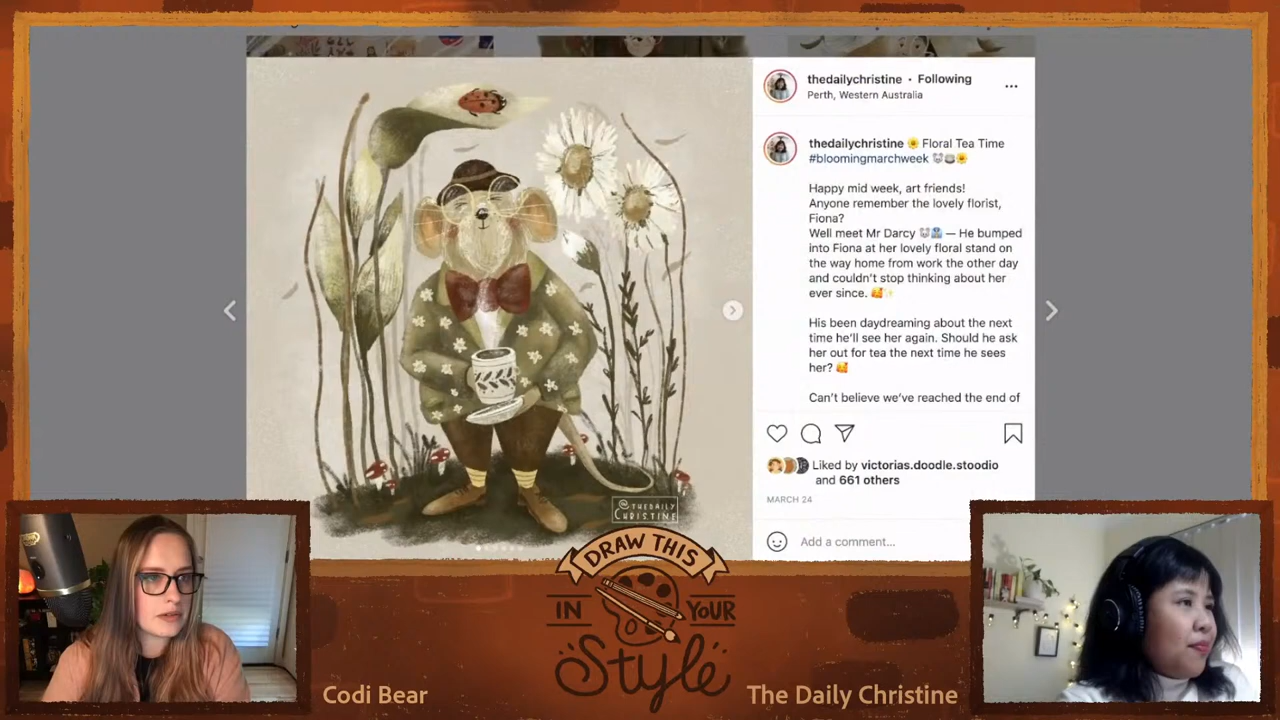 thedailychristine • Following
Perth, Western Australia
thedailychristine 🌻 Floral Tea Time
#bloomingmarchweek 🐭🍵🌻
Happy mid week, art friends!
Anyone remember the lovely florist,
Fiona?
Well meet Mr Darcy — He bumped
into Fiona at her lovely floral stand on
the way home from work the other day
and couldn't stop thinking about her
ever since. 🥰✨
His been daydreaming about the next
time he'll see her again. Should he ask
her out for tea the next time he sees
her? 🥰
Can't believe we've reached the end of
Liked by victorias.doodle.stoodio
and 661 others
MARCH 24
Add a comment...
@THEDAILY
CHRISTINE
DRAW THIS
IN YOUR
Style
Codi Bear
The Daily Christine